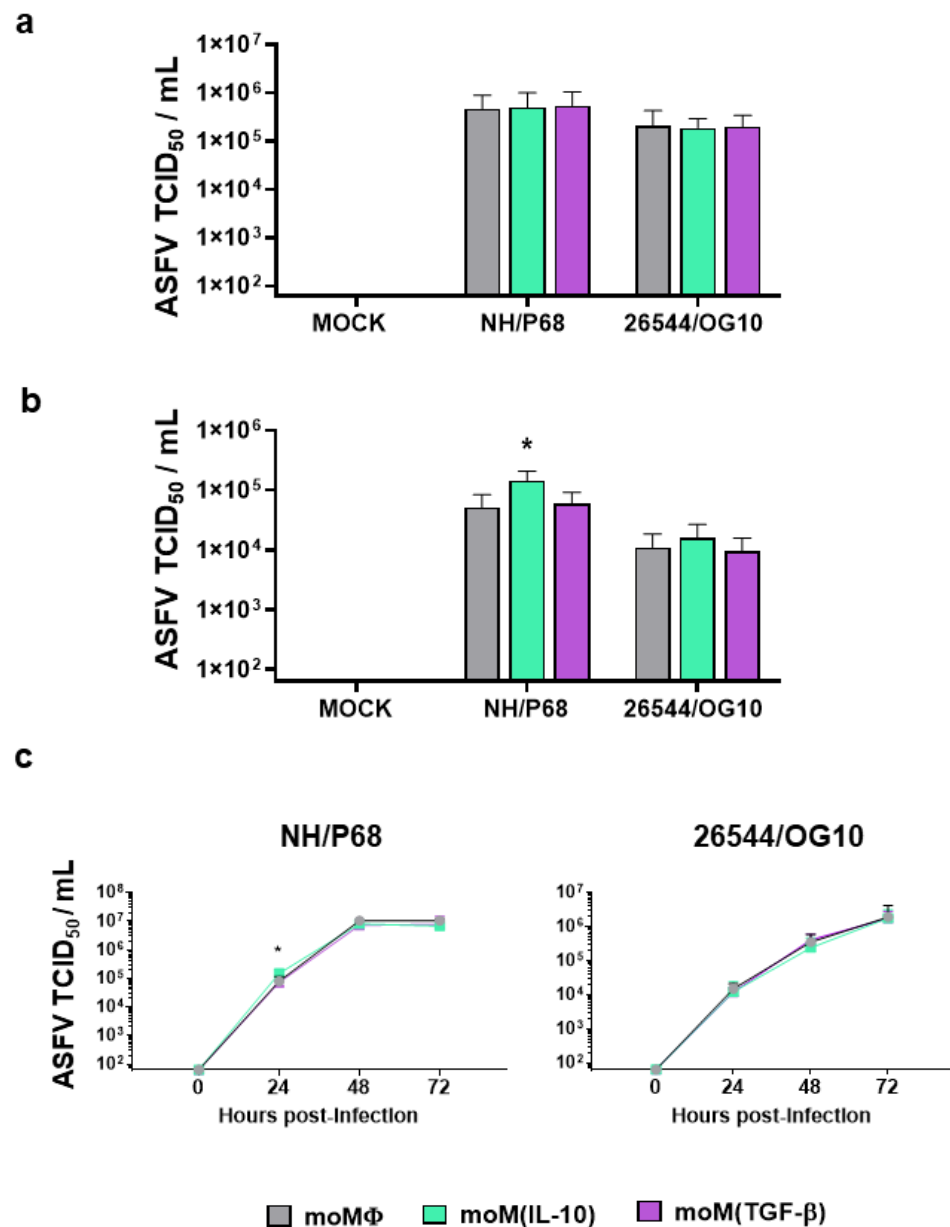 a
ASFV TCID₅₀ / mL
1×10⁷
1×10⁶
1×10⁵
1×10⁴
1×10³
1×10²
MOCK NH/P68 26544/OG10
b
ASFV TCID₅₀ / mL
1×10⁶
*
1×10⁵
1×10⁴
1×10³
1×10²
MOCK NH/P68 26544/OG10
c
NH/P68
ASFV TCID₅₀ / mL
10⁸
10⁷
10⁶
*
10⁵
10⁴
10³
10²
0 24 48 72
Hours post-Infection
26544/OG10
10⁷
10⁶
10⁵
10⁴
10³
10²
0 24 48 72
Hours post-Infection
moMΦ moM(IL-10) moM(TGF-β)